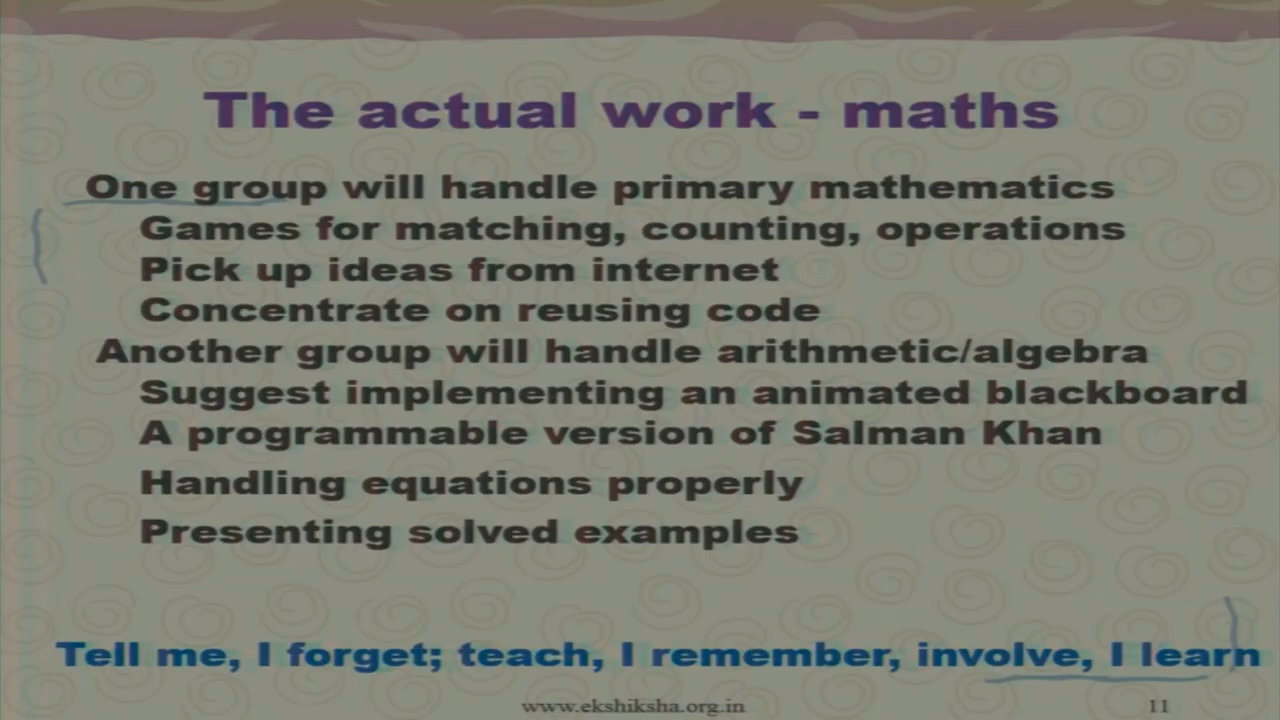 The actual work - maths
One group will handle primary mathematics
Games for matching, counting, operations
Pick up ideas from internet
Concentrate on reusing code
Another group will handle arithmetic/algebra
Suggest implementing an animated blackboard
A programmable version of Salman Khan
Handling equations properly
Presenting solved examples
Tell me, I forget; teach, I remember, involve, I learn
www.ekshiksha.org.in 11